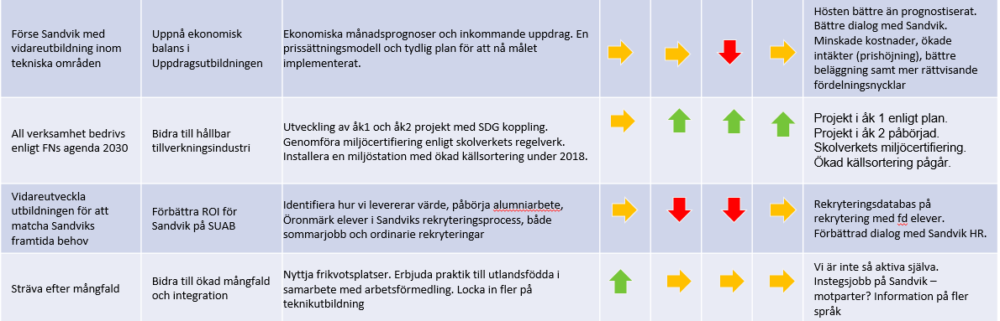 Förse Sandvik med
vidareutbildning inom
tekniska områden
Uppnå ekonomisk
balans i
Uppdragsutbildningen
Ekonomiska månadsprognoser och inkommande uppdrag. En
prissättningsmodell och tydlig plan för att nå målet
implementerat.
Hösten bättre än prognostiserat.
Bättre dialog med Sandvik.
Minskade kostnader, ökade
intäkter (prishöjning), bättre
beläggning samt mer rättvisande
fördelningsnycklar
All verksamhet bedrivs
enligt FNs agenda 2030
Bidra till hållbar
tillverkningsindustri
Utveckling av åk1 och åk2 projekt med SDG koppling.
Genomföra miljöcertifiering enligt skolverkets regelverk.
Installera en miljöstation med ökad källsortering under 2018.
Projekt i åk 1 enligt plan.
Projekt i åk 2 påbörjad.
Skolverkets miljöcertifiering.
Ökad källsortering pågår.
Vidareutveckla
utbildningen för att
matcha Sandviks
framtida behov
Förbättra ROI för
Sandvik på SUAB
Identifiera hur vi levererar värde, påbörja alumniarbete,
Öronmärk elever i Sandviks rekryteringsprocess, både
sommarjobb och ordinarie rekryteringar
Rekryteringsdatabas på
rekrytering med fd elever.
Förbättrad dialog med Sandvik HR.
Sträva efter mångfald
Bidra till ökad mångfald
och integration
Nyttja frikvotsplatser. Erbjuda praktik till utlandsfödda i
samarbete med arbetsförmedling. Locka in fler på
teknikutbildning
Vi är inte så aktiva själva.
Instegsjobb på Sandvik –
motparter? Information på fler
språk